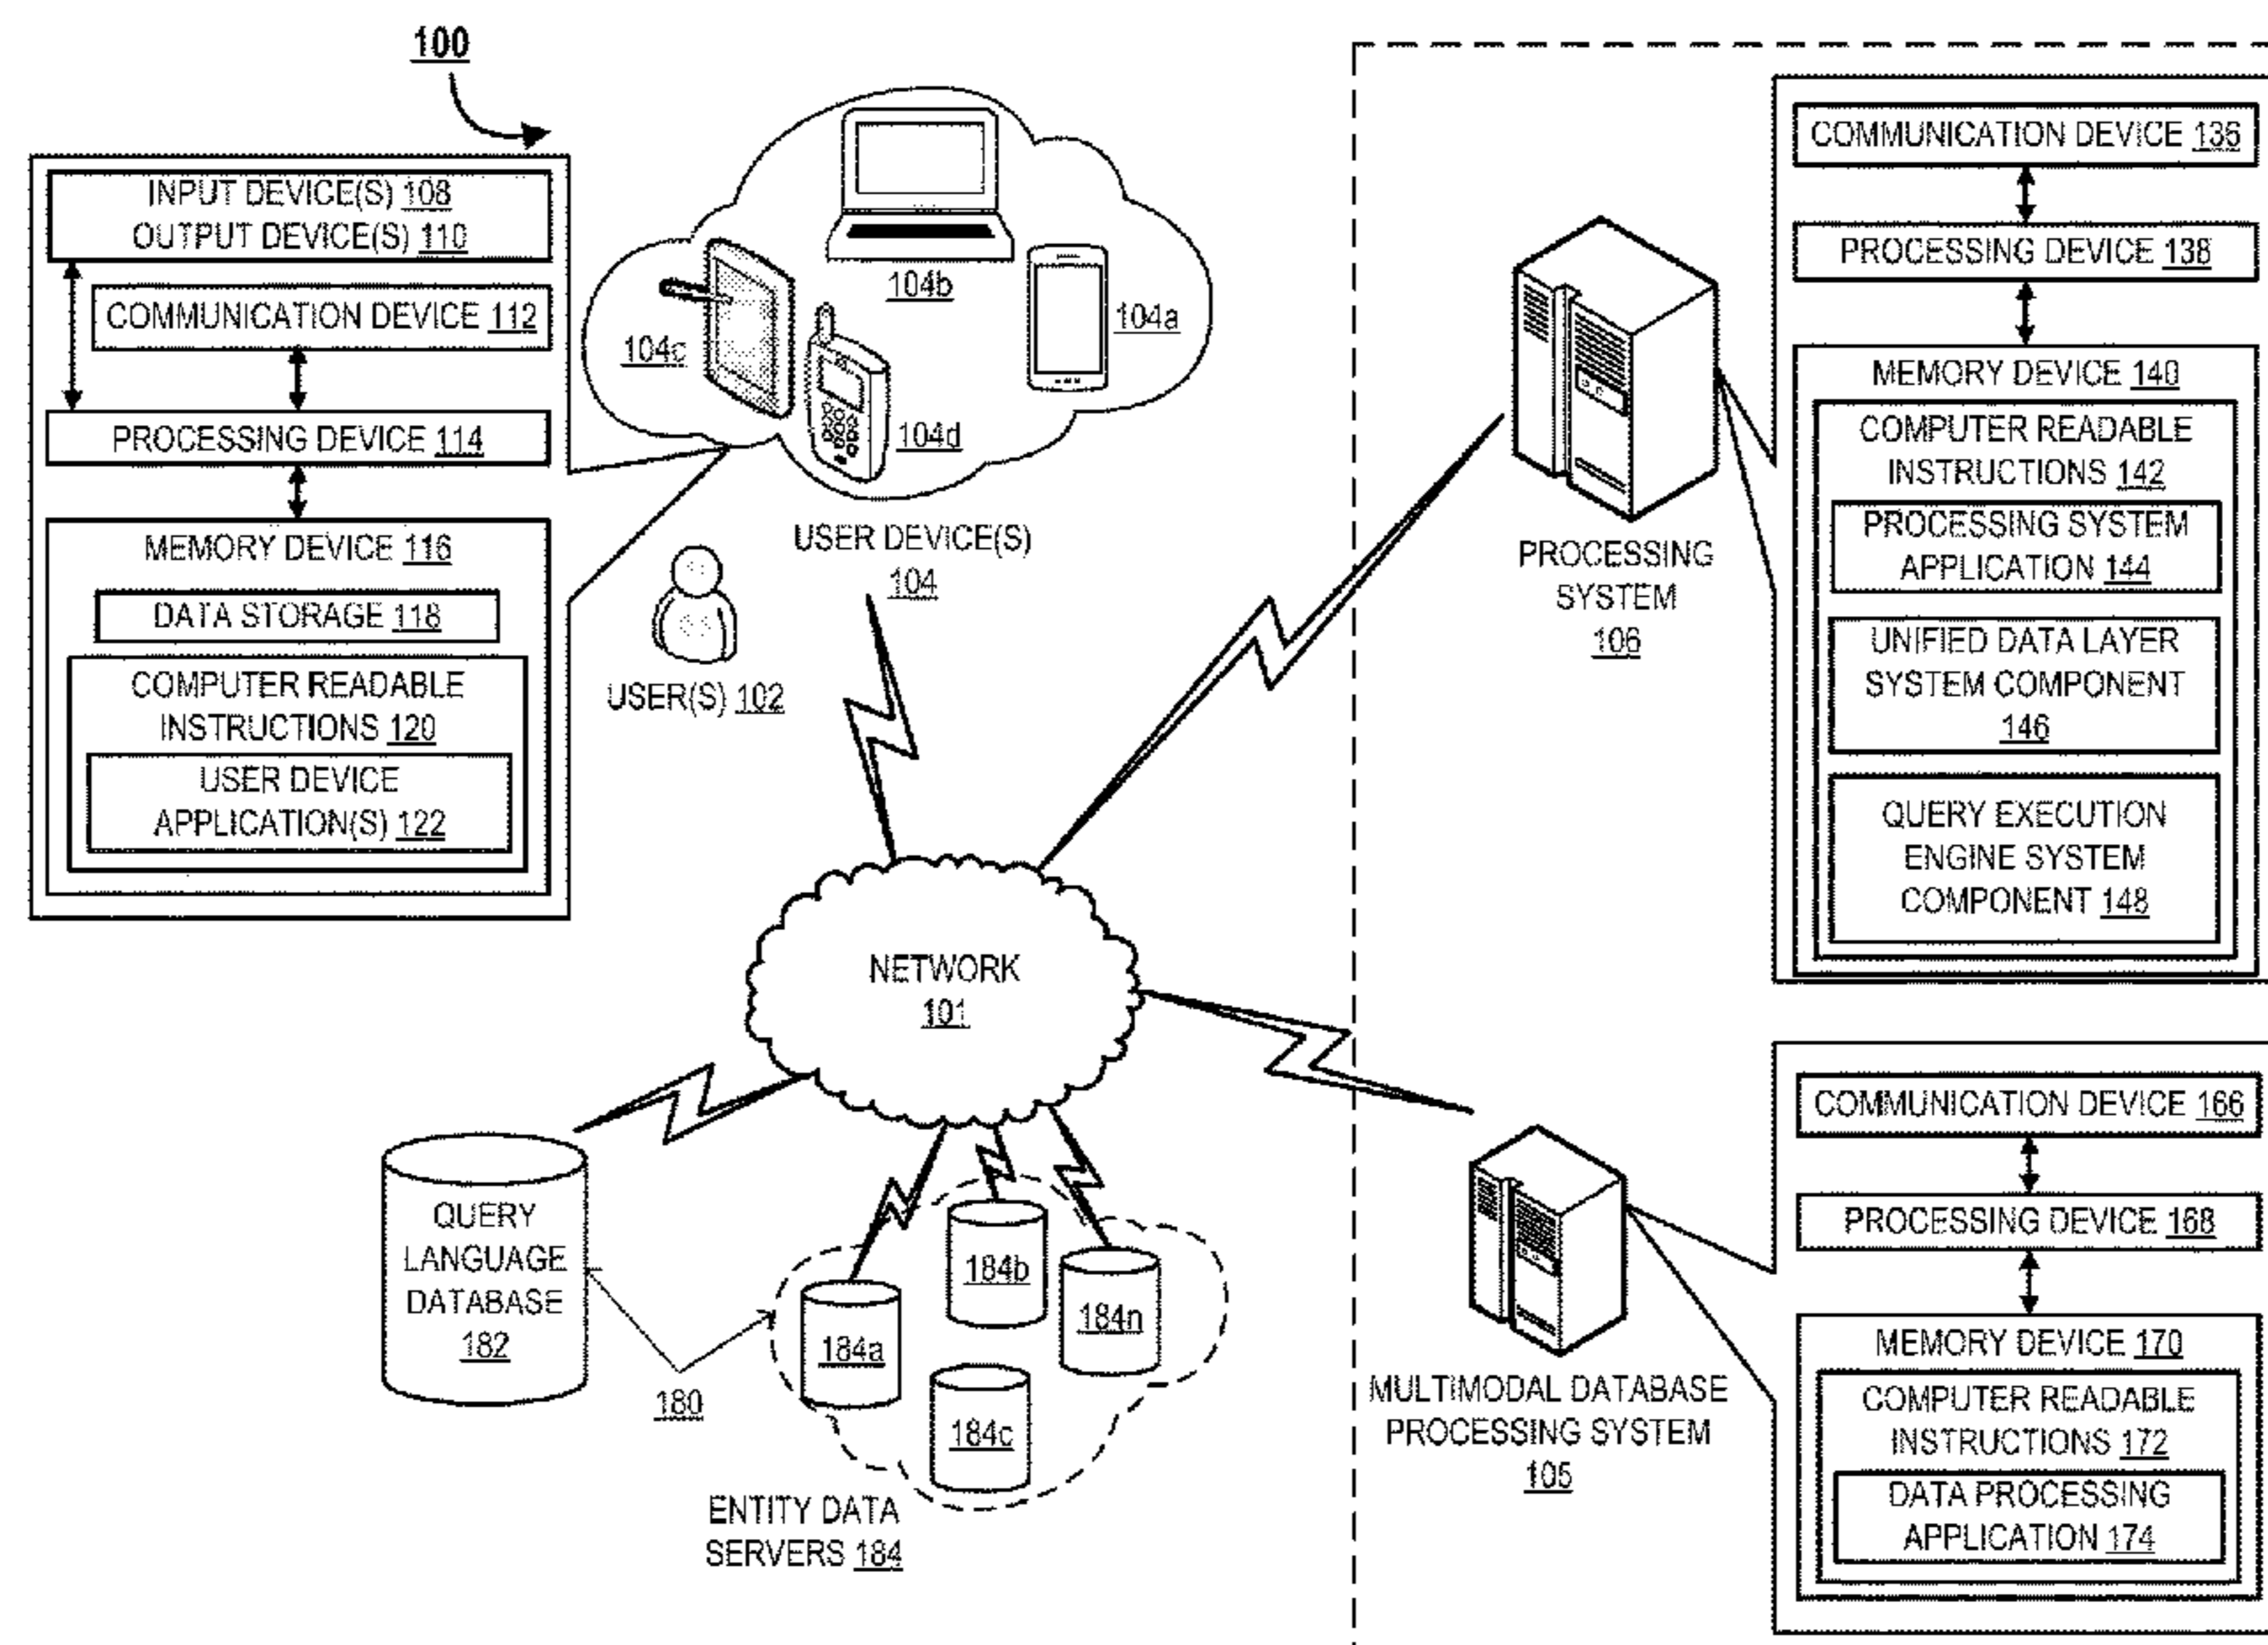 100
INPUT DEVICE(S) 108
OUTPUT DEVICE(S) 110
COMMUNICATION DEVICE 112
PROCESSING DEVICE 114
MEMORY DEVICE 116
DATA STORAGE 118
COMPUTER READABLE
INSTRUCTIONS 120
USER DEVICE
APPLICATION(S) 122
104b
104a
104c
104d
USER DEVICE(S)
104
USER(S) 102
PROCESSING
SYSTEM
106
COMMUNICATION DEVICE 136
PROCESSING DEVICE 138
MEMORY DEVICE 140
COMPUTER READABLE
INSTRUCTIONS 142
PROCESSING SYSTEM
APPLICATION 144
UNIFIED DATA LAYER
SYSTEM COMPONENT
146
QUERY EXECUTION
ENGINE SYSTEM
COMPONENT 148
NETWORK
101
QUERY
LANGUAGE
DATABASE
182
180
184a
184b
184n
184c
ENTITY DATA
SERVERS 184
MULTIMODAL DATABASE
PROCESSING SYSTEM
105
COMMUNICATION DEVICE 166
PROCESSING DEVICE 168
MEMORY DEVICE 170
COMPUTER READABLE
INSTRUCTIONS 172
DATA PROCESSING
APPLICATION 174